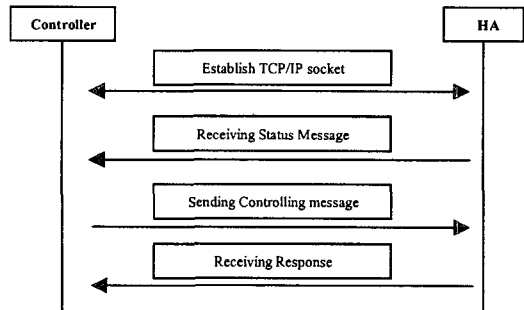 Controller
HA
Establish TCP/IP socket
Receiving Status Message
Sending Controlling message
Receiving Response